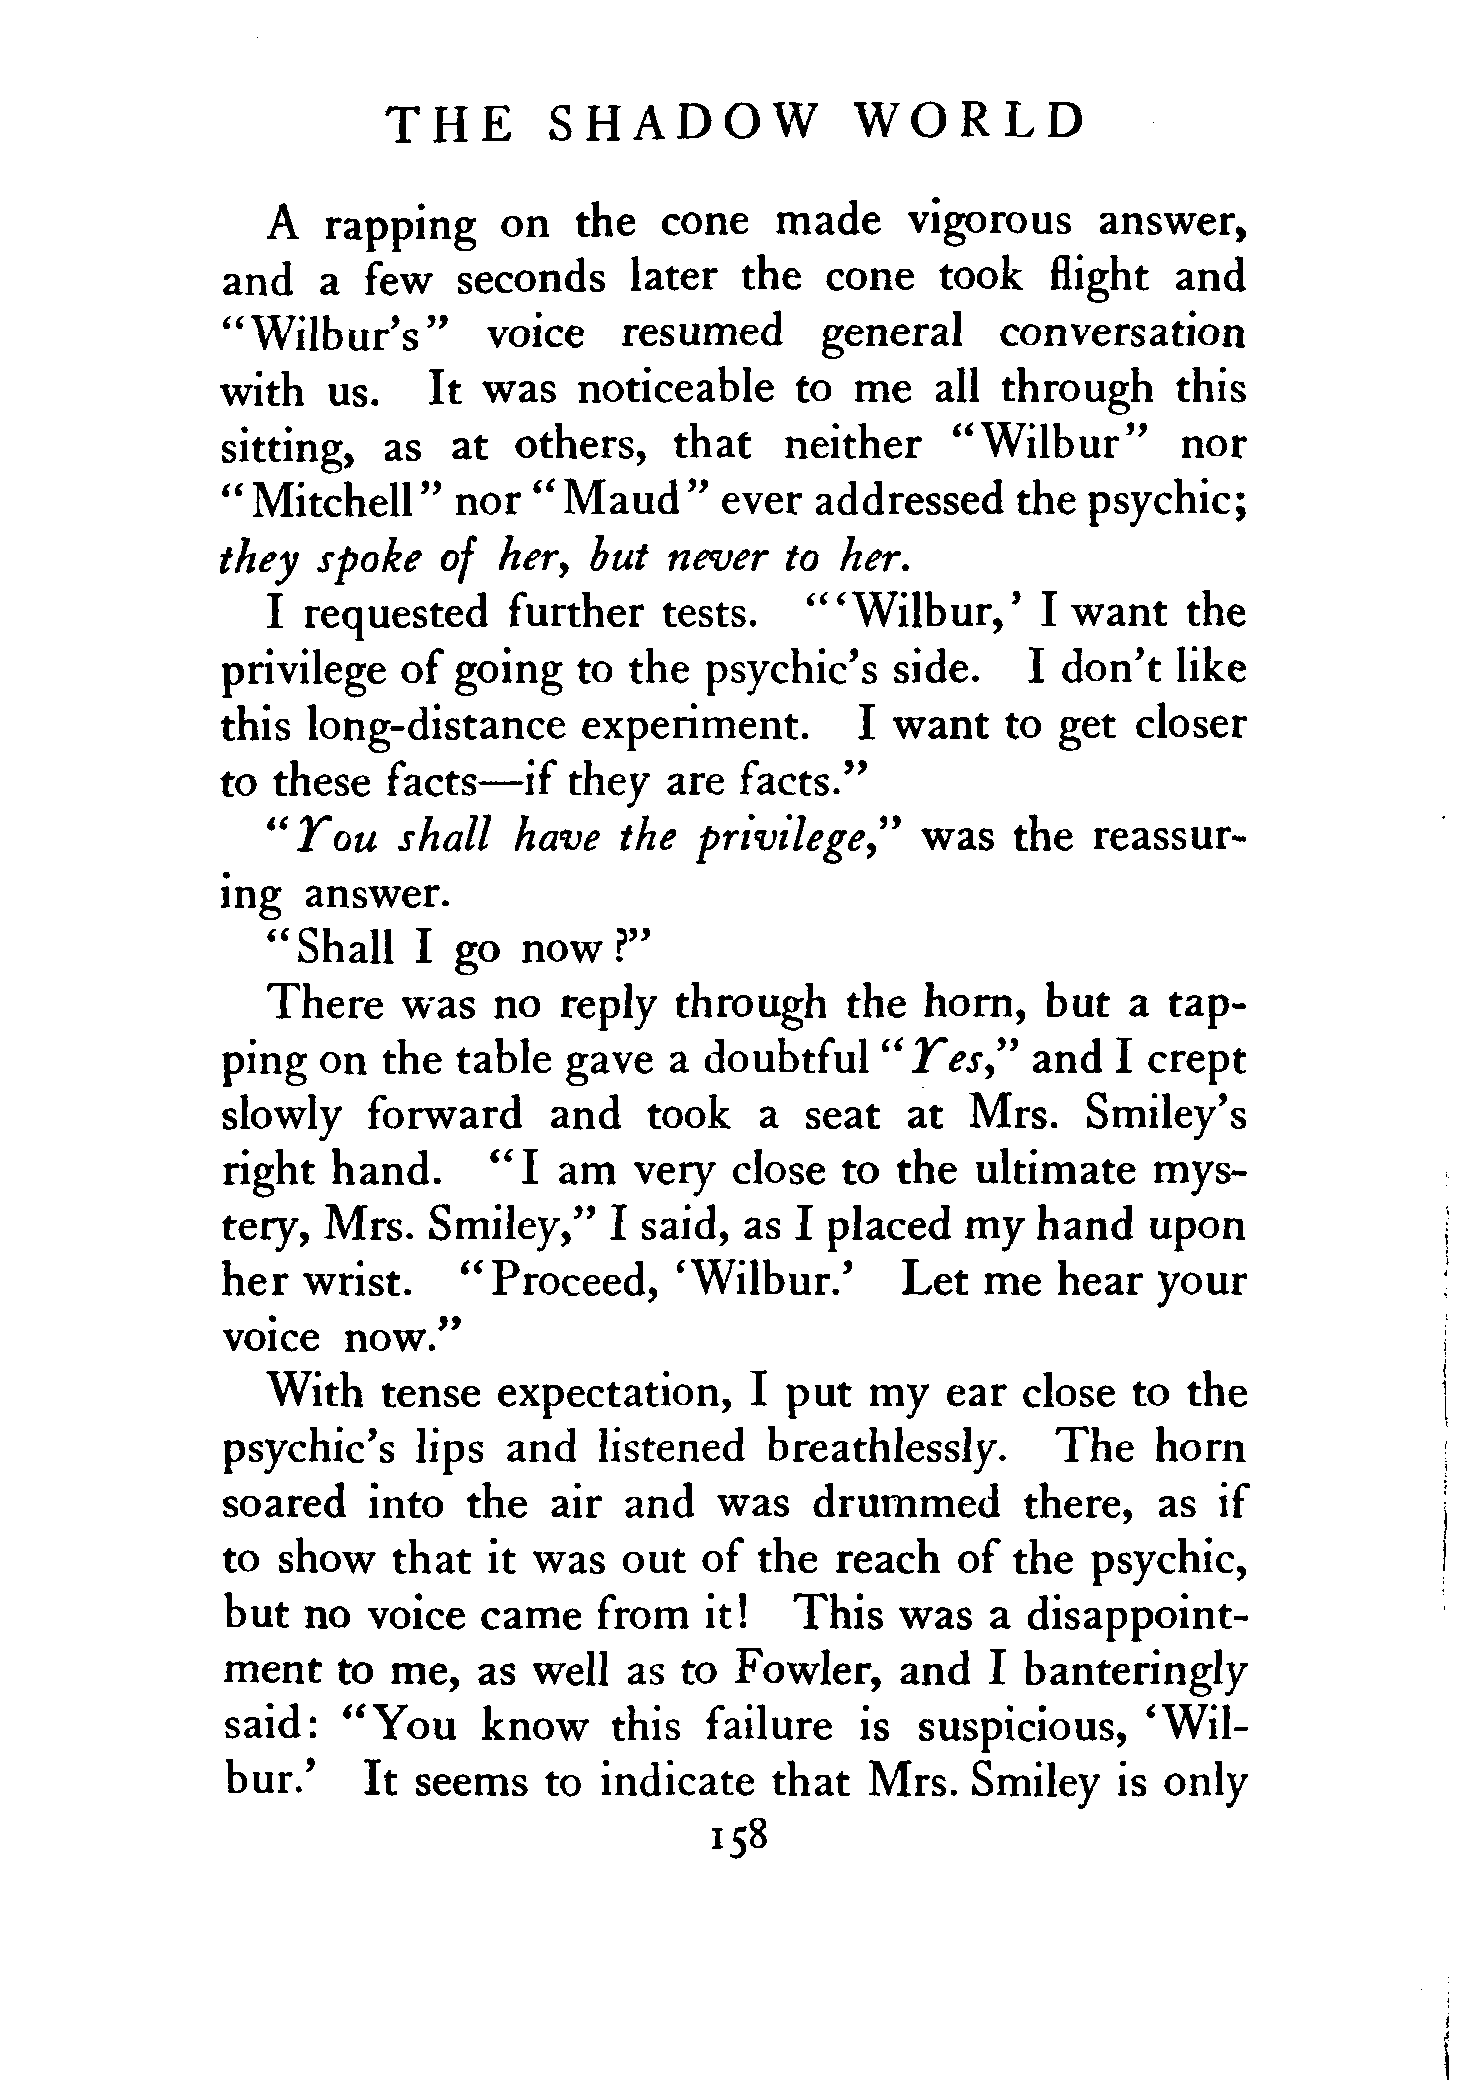 THE SHADOW WORLD
A rapping on the cone made vigorous answer,
and a few seconds later the cone took flight and
“Wilbur’s” voice resumed general conversation
with us. It was noticeable to me all through this
sitting, as at others, that neither “Wilbur” nor
“Mitchell” nor “Maud” ever addressed the psychic;
they spoke of her, but never to her.
I requested further tests. “‘Wilbur,’ I want the
privilege of going to the psychic’s side. I don’t like
this long-distance experiment. I want to get closer
to these facts—if they are facts.”
“You shall have the privilege,” was the reassur-
ing answer.
“Shall I go now?”
There was no reply through the horn, but a tap-
ping on the table gave a doubtful “Yes,” and I crept
slowly forward and took a seat at Mrs. Smiley’s
right hand. “I am very close to the ultimate mys-
tery, Mrs. Smiley,” I said, as I placed my hand upon
her wrist. “Proceed, ‘Wilbur.’ Let me hear your
voice now.”
With tense expectation, I put my ear close to the
psychic’s lips and listened breathlessly. The horn
soared into the air and was drummed there, as if
to show that it was out of the reach of the psychic,
but no voice came from it! This was a disappoint-
ment to me, as well as to Fowler, and I banteringly
said: “You know this failure is suspicious, ‘Wil-
bur.’ It seems to indicate that Mrs. Smiley is only
158